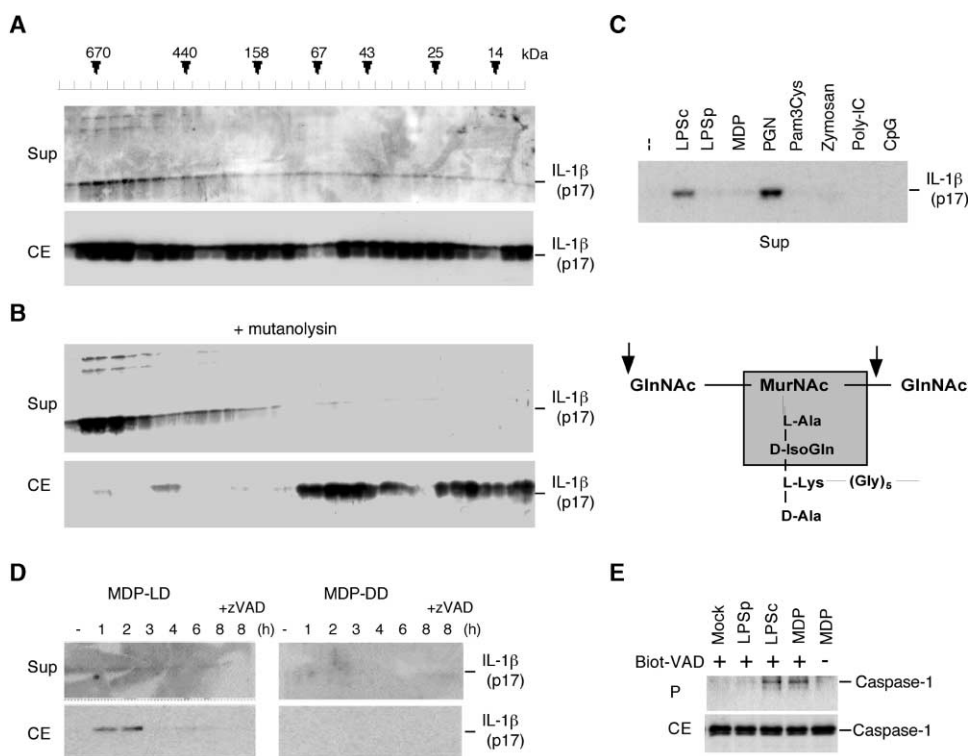 A
670 440 158 67 43 25 14 kDa
Sup
IL-1β
(p17)
CE
IL-1β
(p17)
B
+ mutanolysin
Sup
IL-1β
(p17)
CE
IL-1β
(p17)
C
-- LPSc LPSp MDP PGN Pam3Cys Zymosan Poly-IC CpG
IL-1β
(p17)
Sup
GlnNAc MurNAc GlnNAc
L-Ala
D-IsoGln
L-Lys (Gly)5
D-Ala
D
MDP-LD MDP-DD
+zVAD +zVAD
- 1 2 3 4 6 8 8 (h) - 1 2 3 4 6 8 8 (h)
Sup
IL-1β
(p17)
CE
IL-1β
(p17)
E
Mock LPSp LPSc MDP MDP
Biot-VAD + + + + -
P Caspase-1
CE Caspase-1